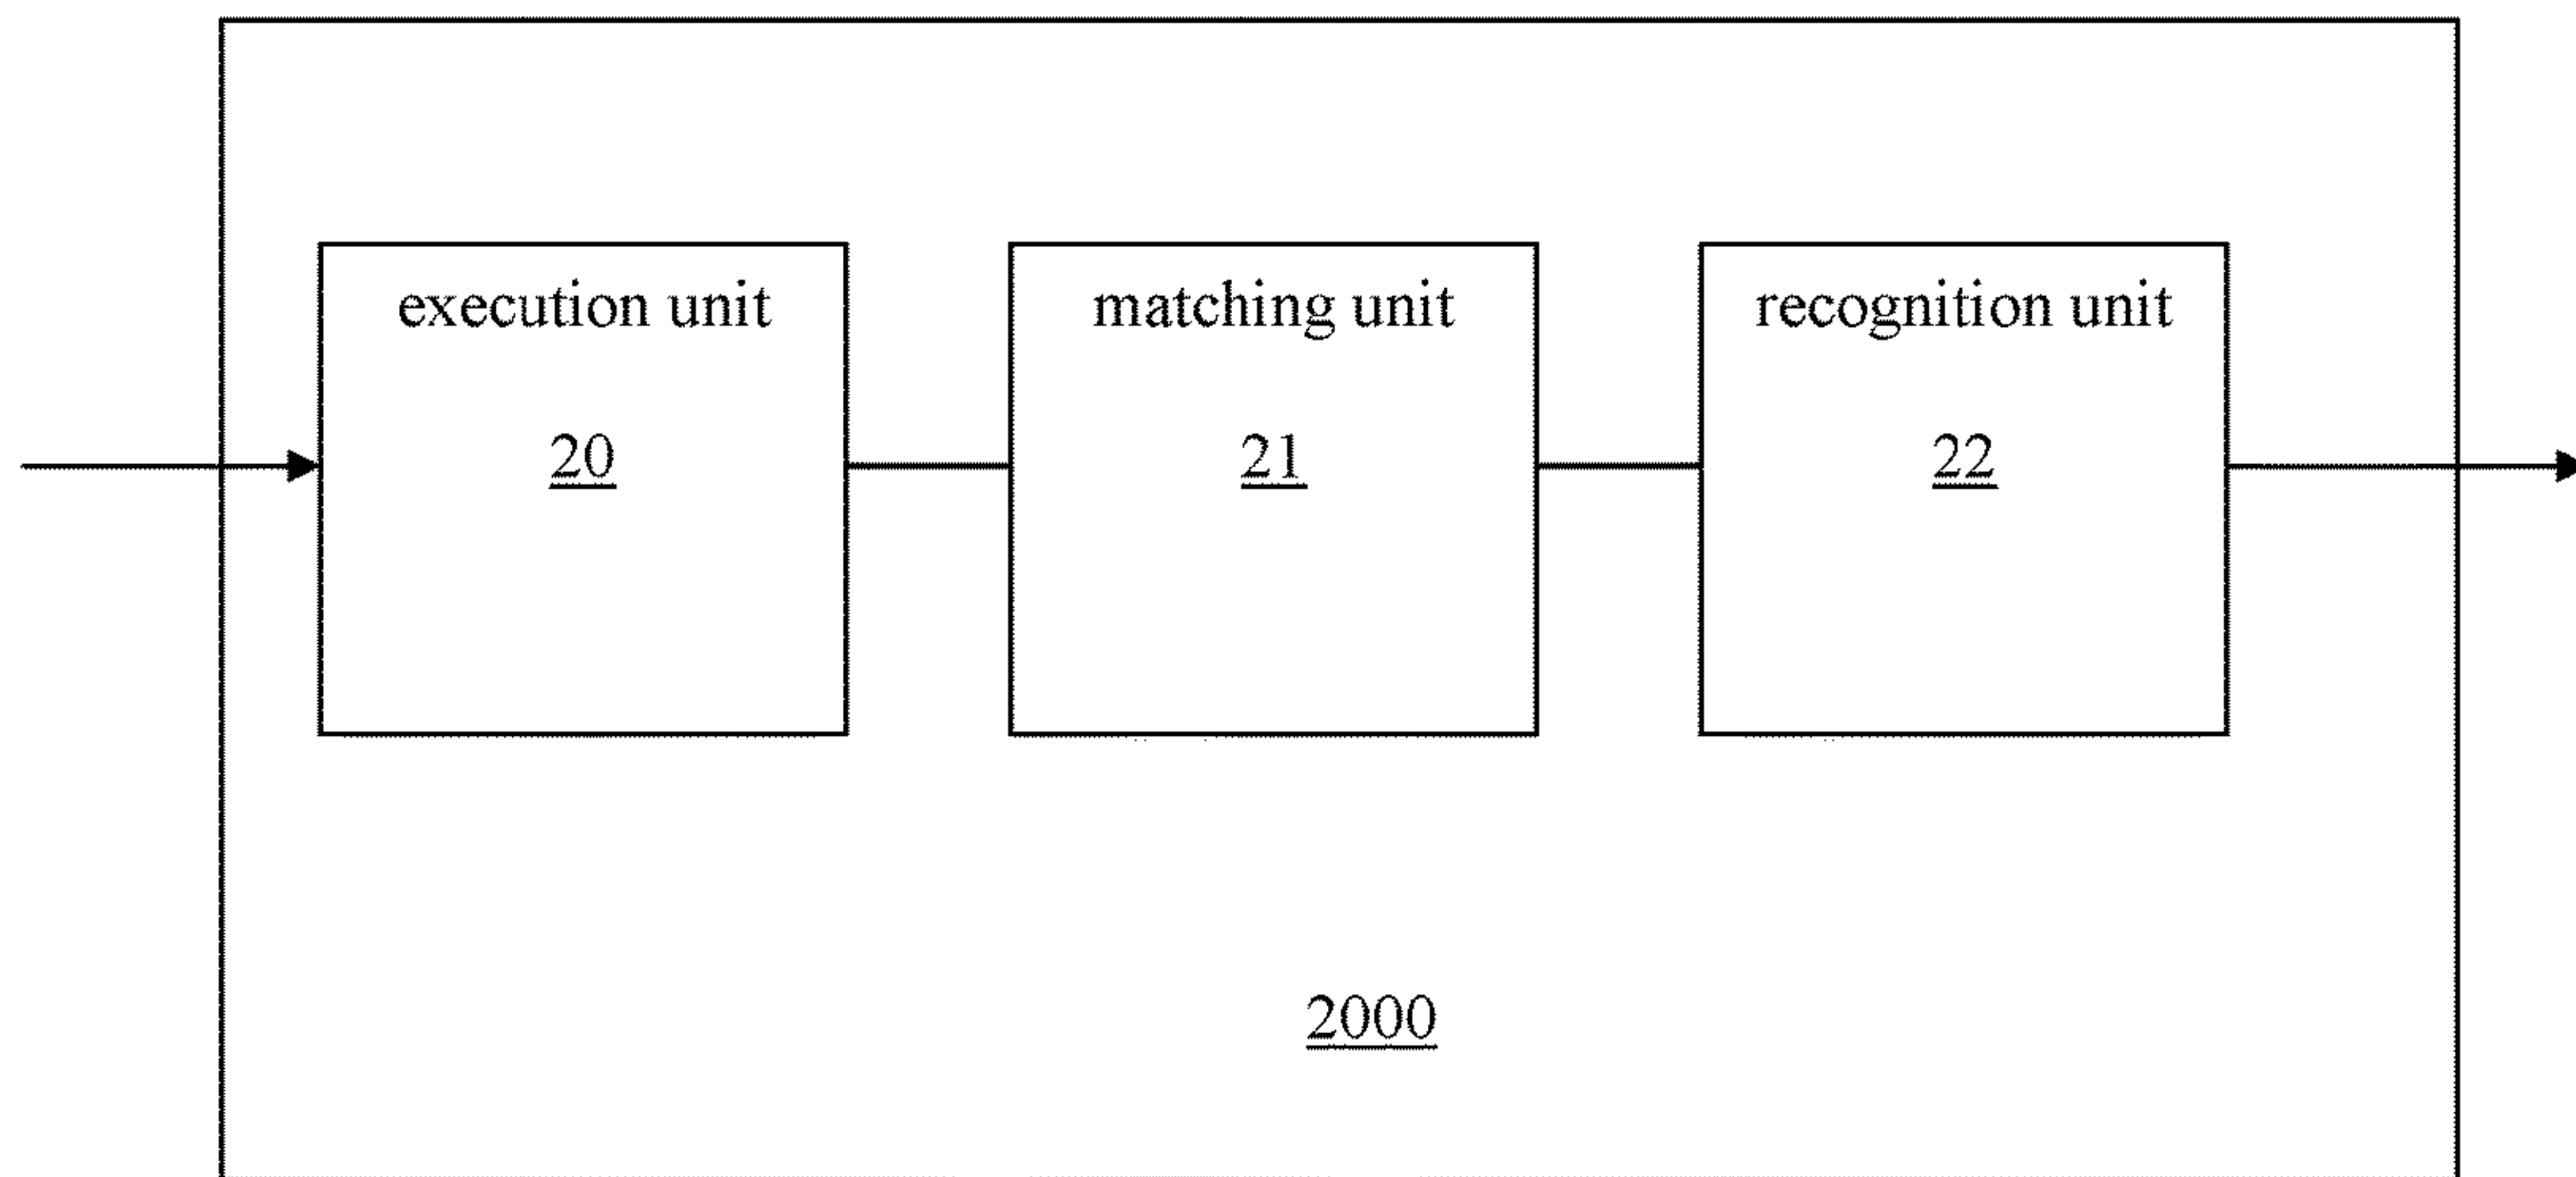 execution unit
20
matching unit
21
recognition unit
22
2000